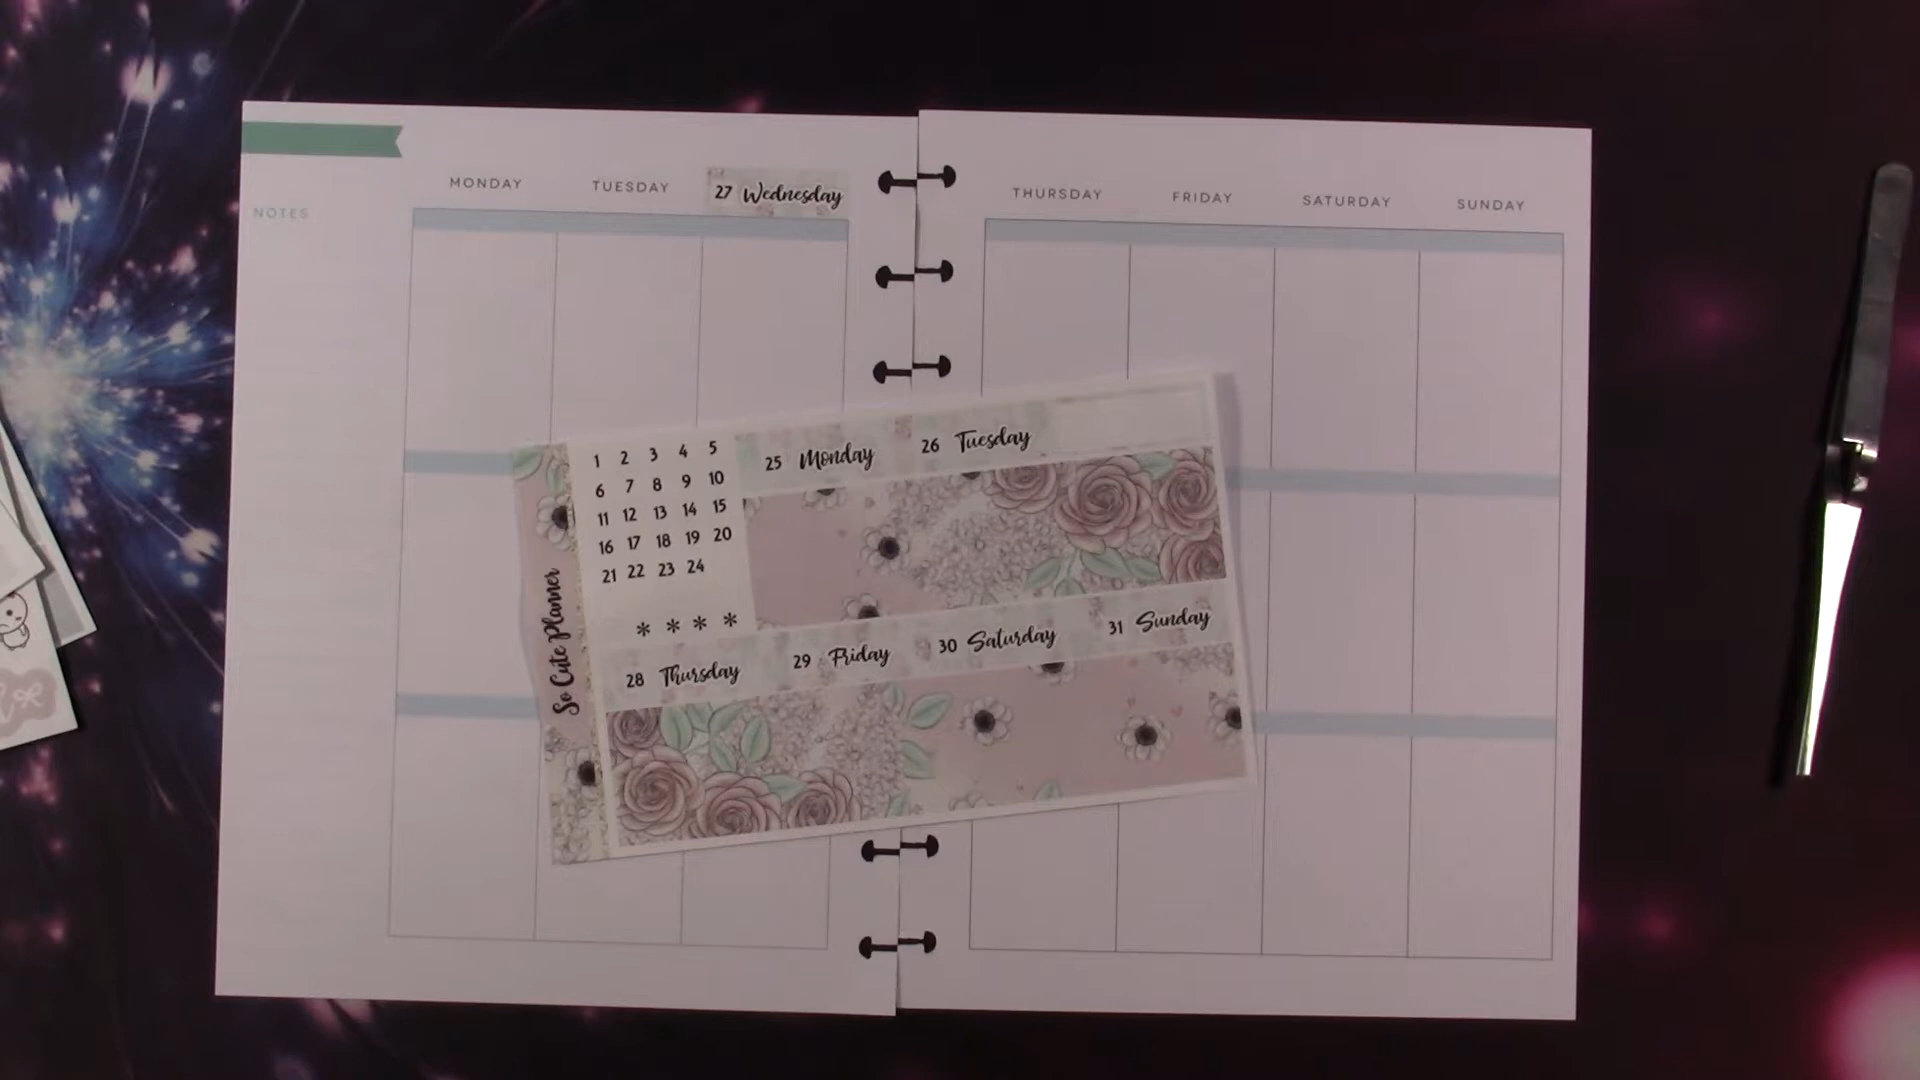 MONDAY TUESDAY 27 Wednesday THURSDAY FRIDAY SATURDAY SUNDAY
NOTES
So Cute Planner
1 2 3 4 5
6 7 8 9 10
11 12 13 14 15
16 17 18 19 20
21 22 23 24
* * * *
25 Monday 26 Tuesday
28 Thursday 29 Friday 30 Saturday 31 Sunday